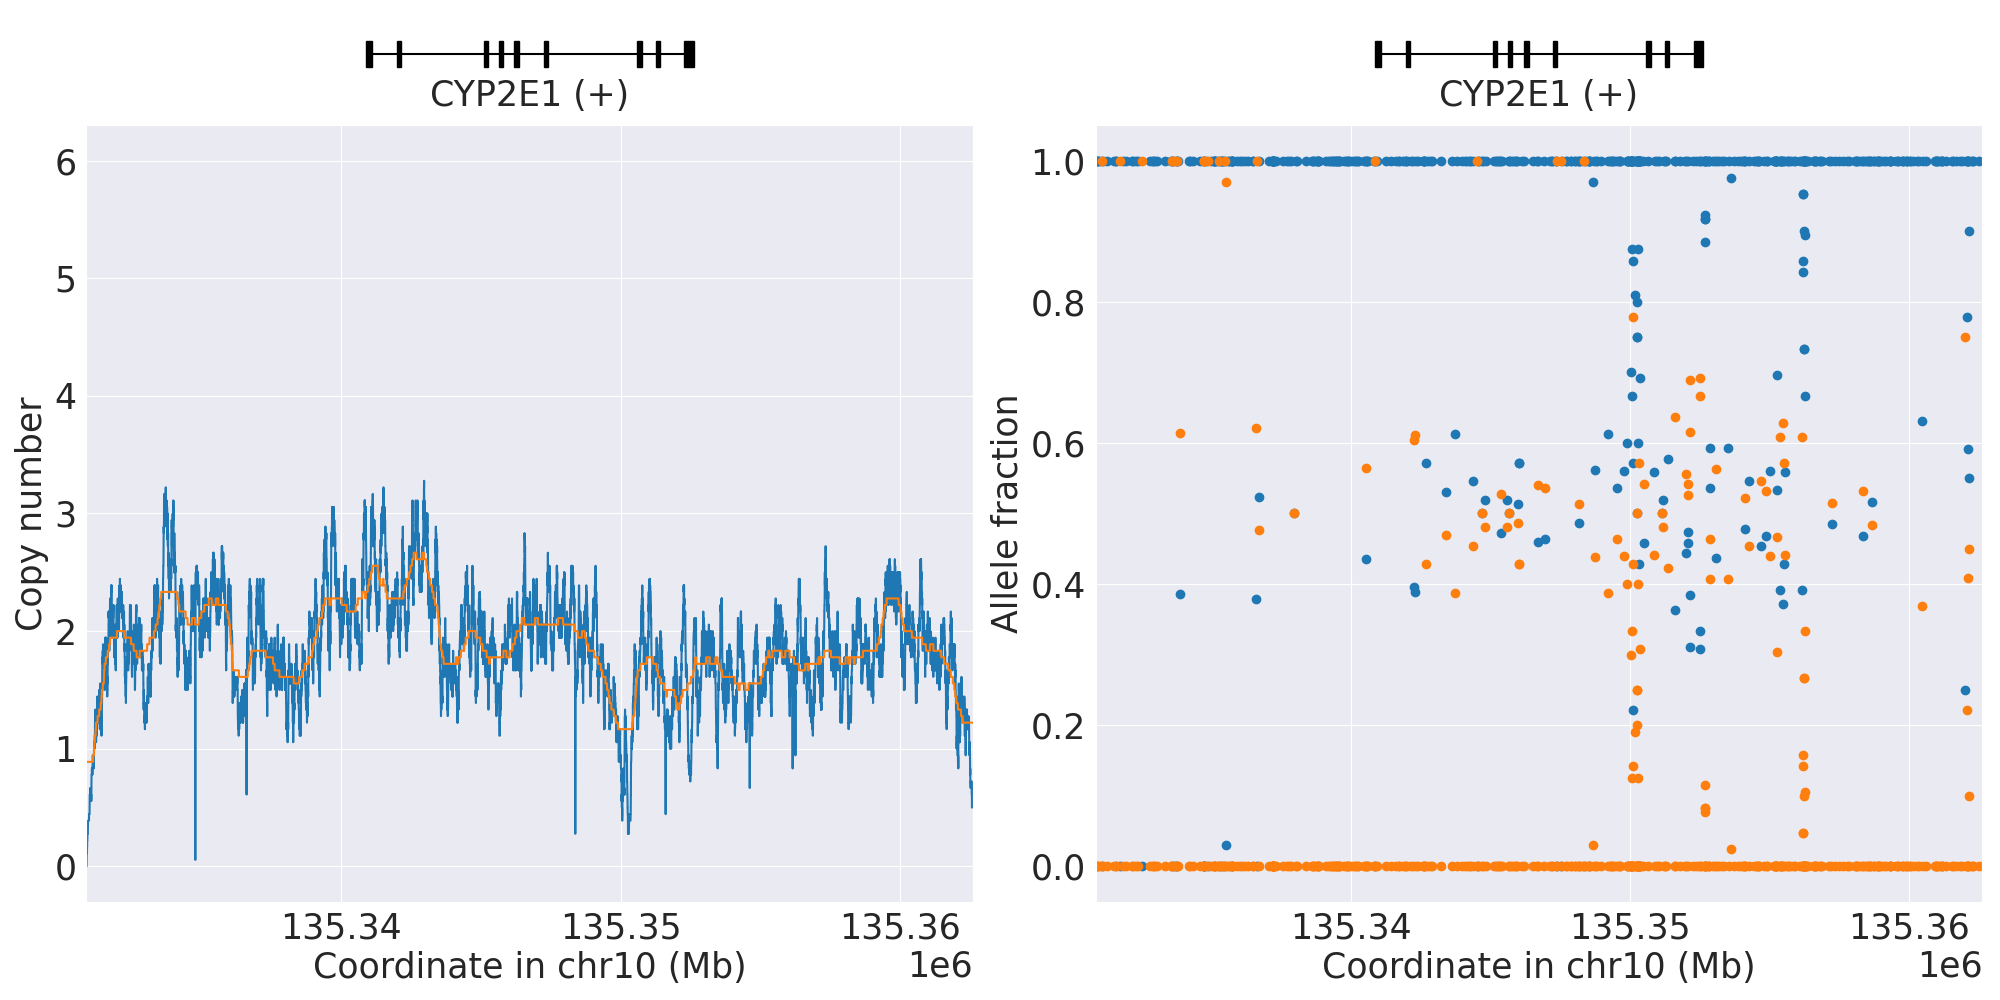 CYP2E1 (+)
Copy number
6
5
4
3
2
1
0
135.34
135.35
135.36
Coordinate in chr10 (Mb)
1e6
CYP2E1 (+)
Allele fraction
1.0
0.8
0.6
0.4
0.2
0.0
135.34
135.35
135.36
Coordinate in chr10 (Mb)
1e6